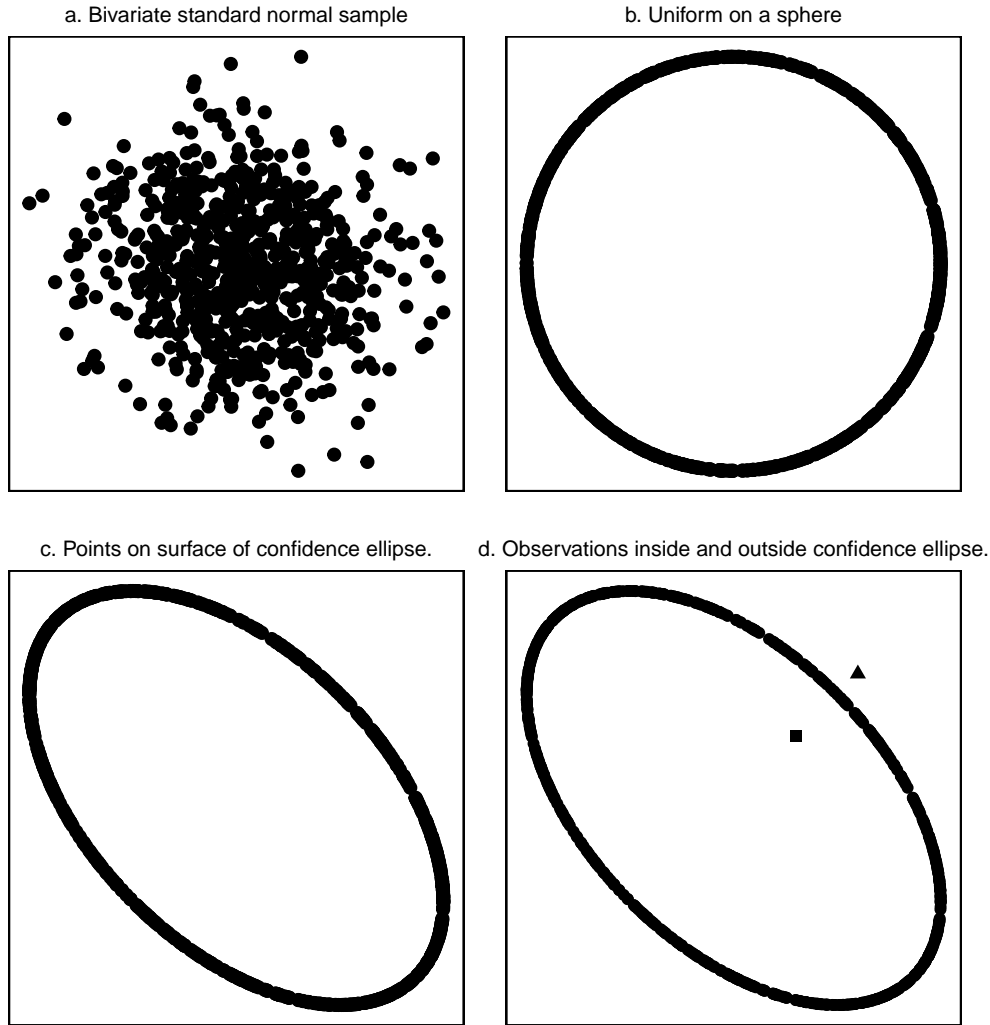 a. Bivariate standard normal sample
b. Uniform on a sphere
c. Points on surface of confidence ellipse.
d. Observations inside and outside confidence ellipse.